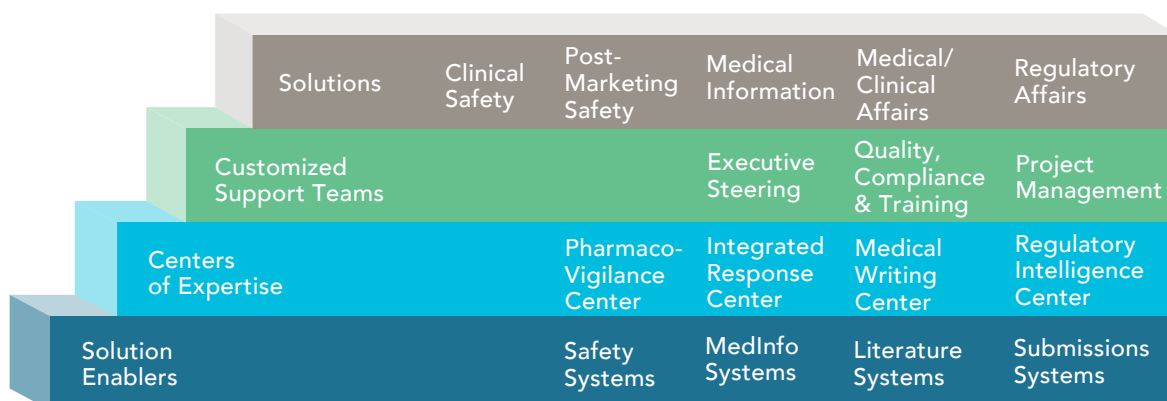 Solutions
Clinical
Safety
Post-
Marketing
Safety
Medical
Information
Medical/
Clinical
Affairs
Regulatory
Affairs
Customized
Support Teams
Executive
Steering
Quality,
Compliance
& Training
Project
Management
Centers
of Expertise
Pharmaco-
Vigilance
Center
Integrated
Response
Center
Medical
Writing
Center
Regulatory
Intelligence
Center
Solution
Enablers
Safety
Systems
MedInfo
Systems
Literature
Systems
Submissions
Systems